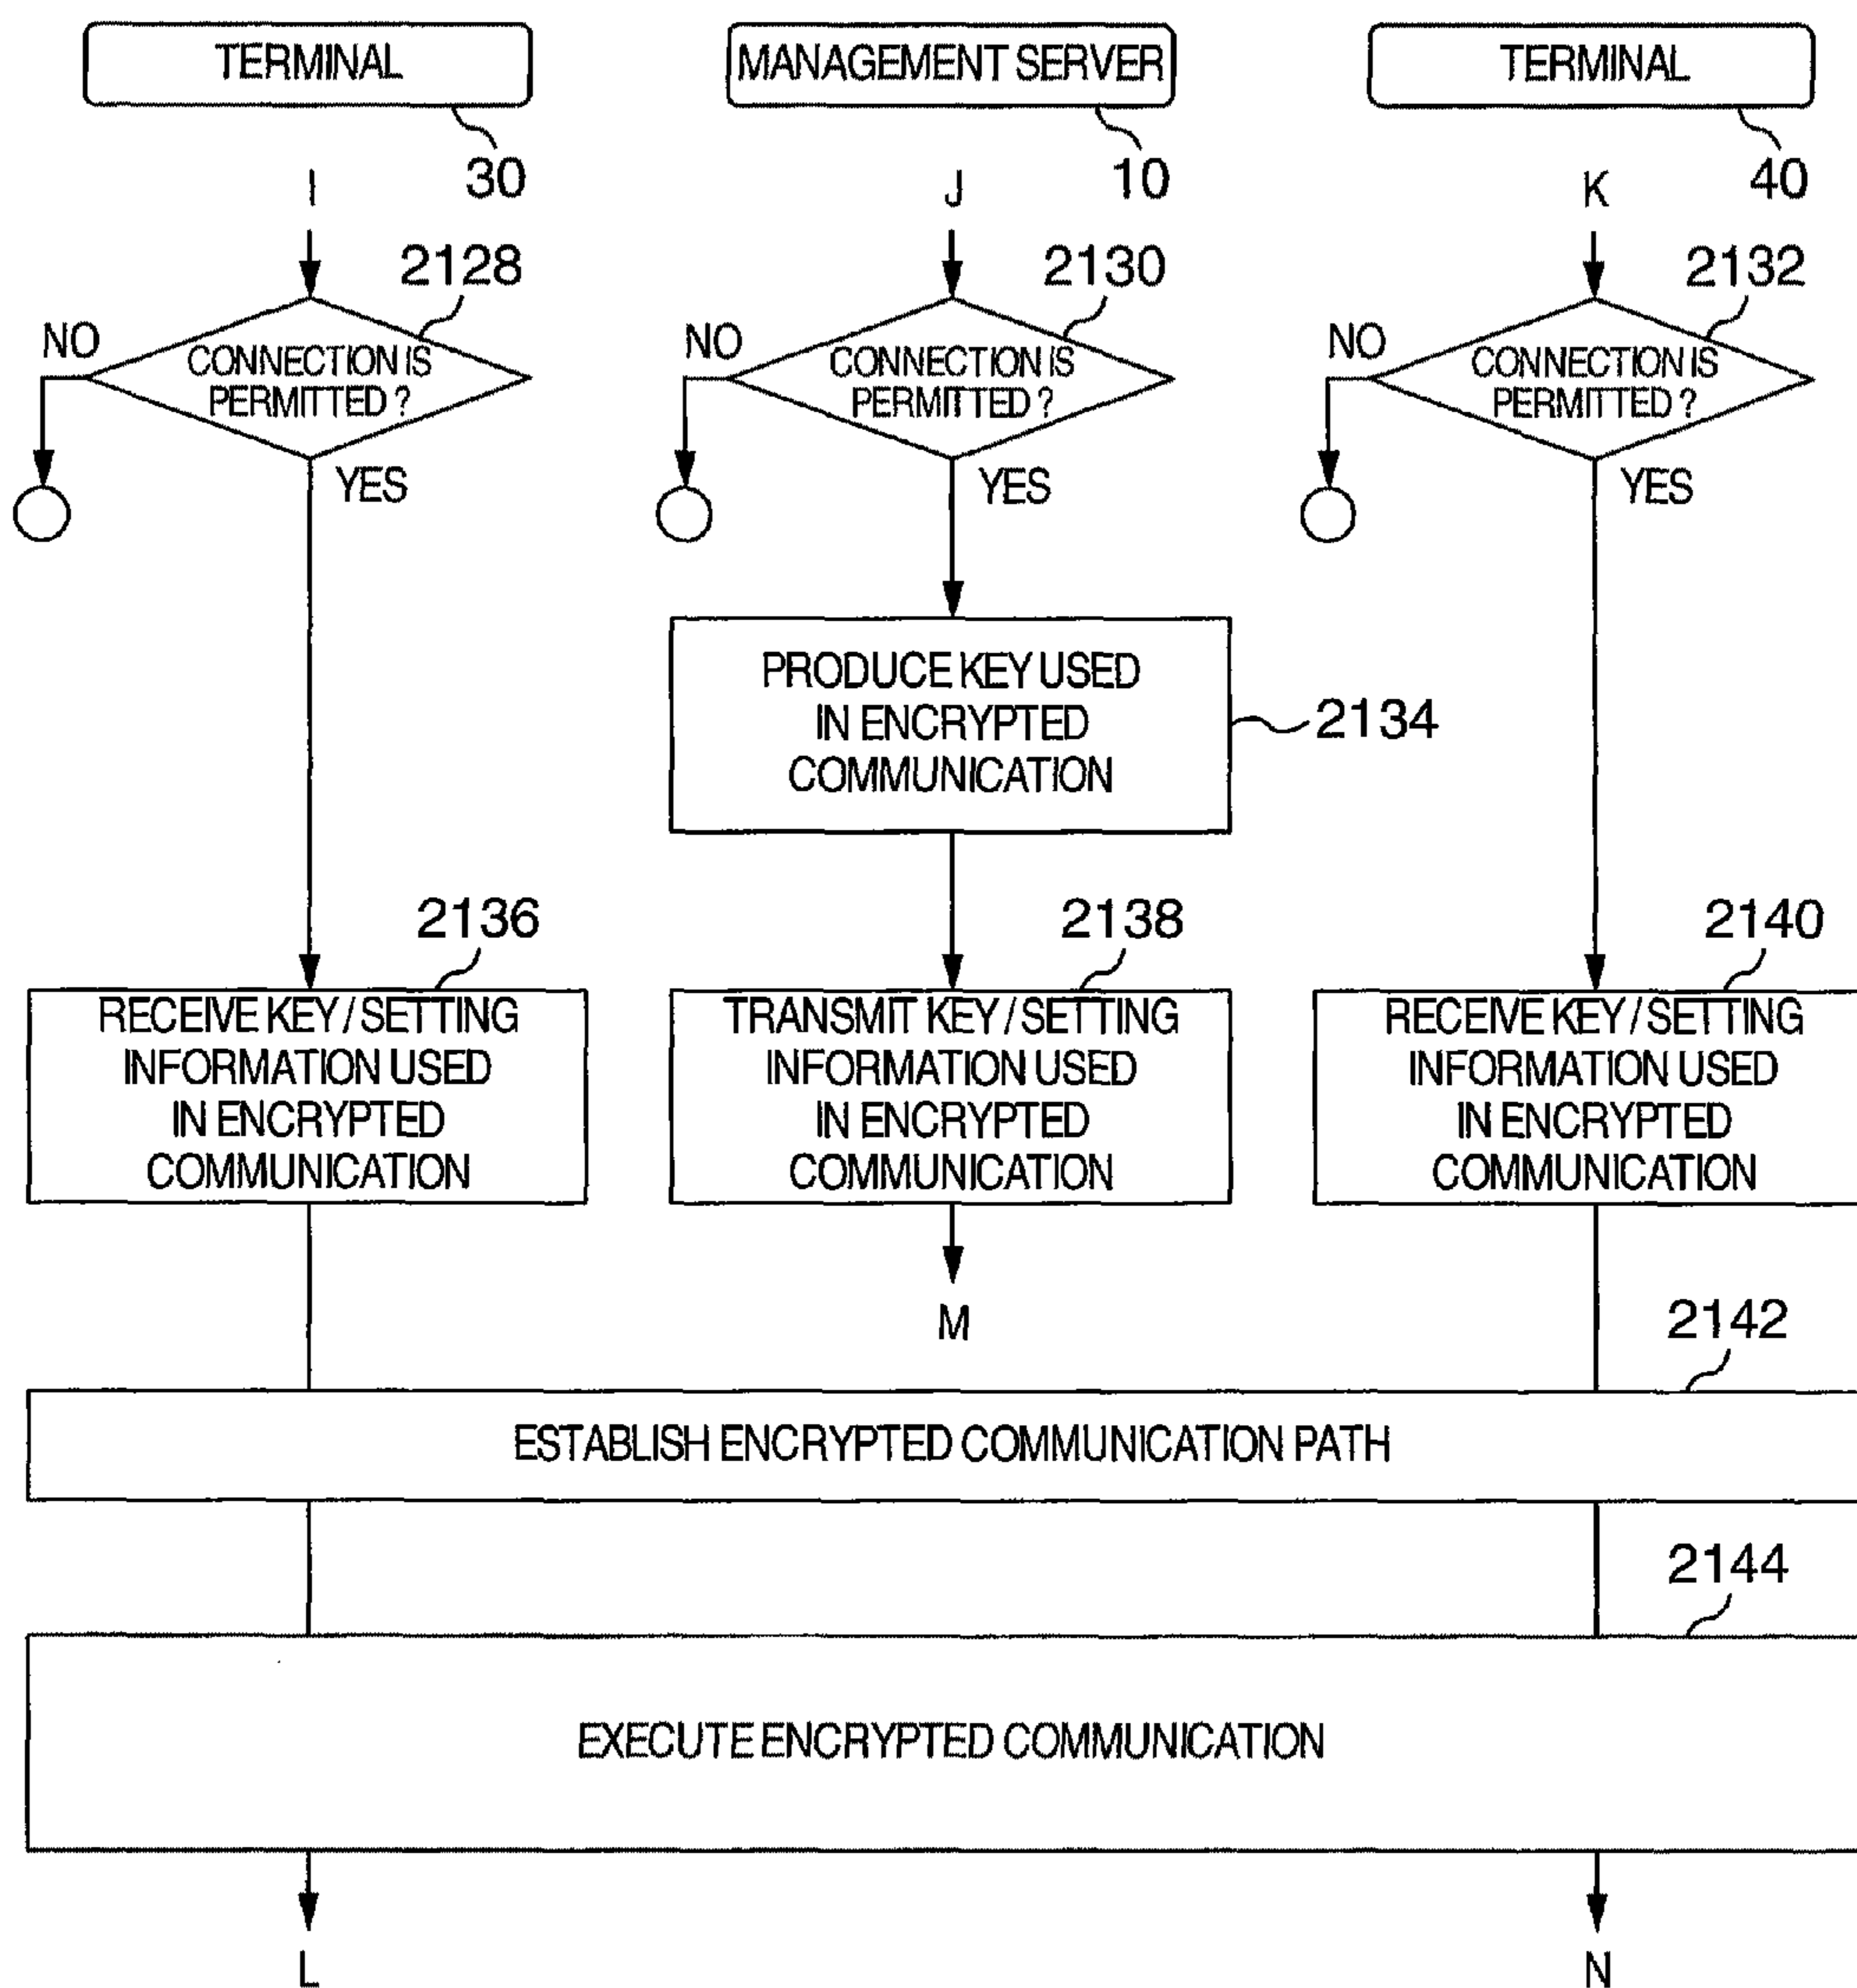 TERMINAL
MANAGEMENT SERVER
TERMINAL
30
10
40
I
J
K
2128
2130
2132
NO
CONNECTION IS
PERMITTED ?
YES
NO
CONNECTION IS
PERMITTED ?
YES
NO
CONNECTION IS
PERMITTED ?
YES
PRODUCE KEY USED
IN ENCRYPTED
COMMUNICATION
2134
2136
RECEIVE KEY / SETTING
INFORMATION USED
IN ENCRYPTED
COMMUNICATION
2138
TRANSMIT KEY / SETTING
INFORMATION USED
IN ENCRYPTED
COMMUNICATION
2140
RECEIVE KEY / SETTING
INFORMATION USED
IN ENCRYPTED
COMMUNICATION
M
2142
ESTABLISH ENCRYPTED COMMUNICATION PATH
2144
EXECUTE ENCRYPTED COMMUNICATION
L
N